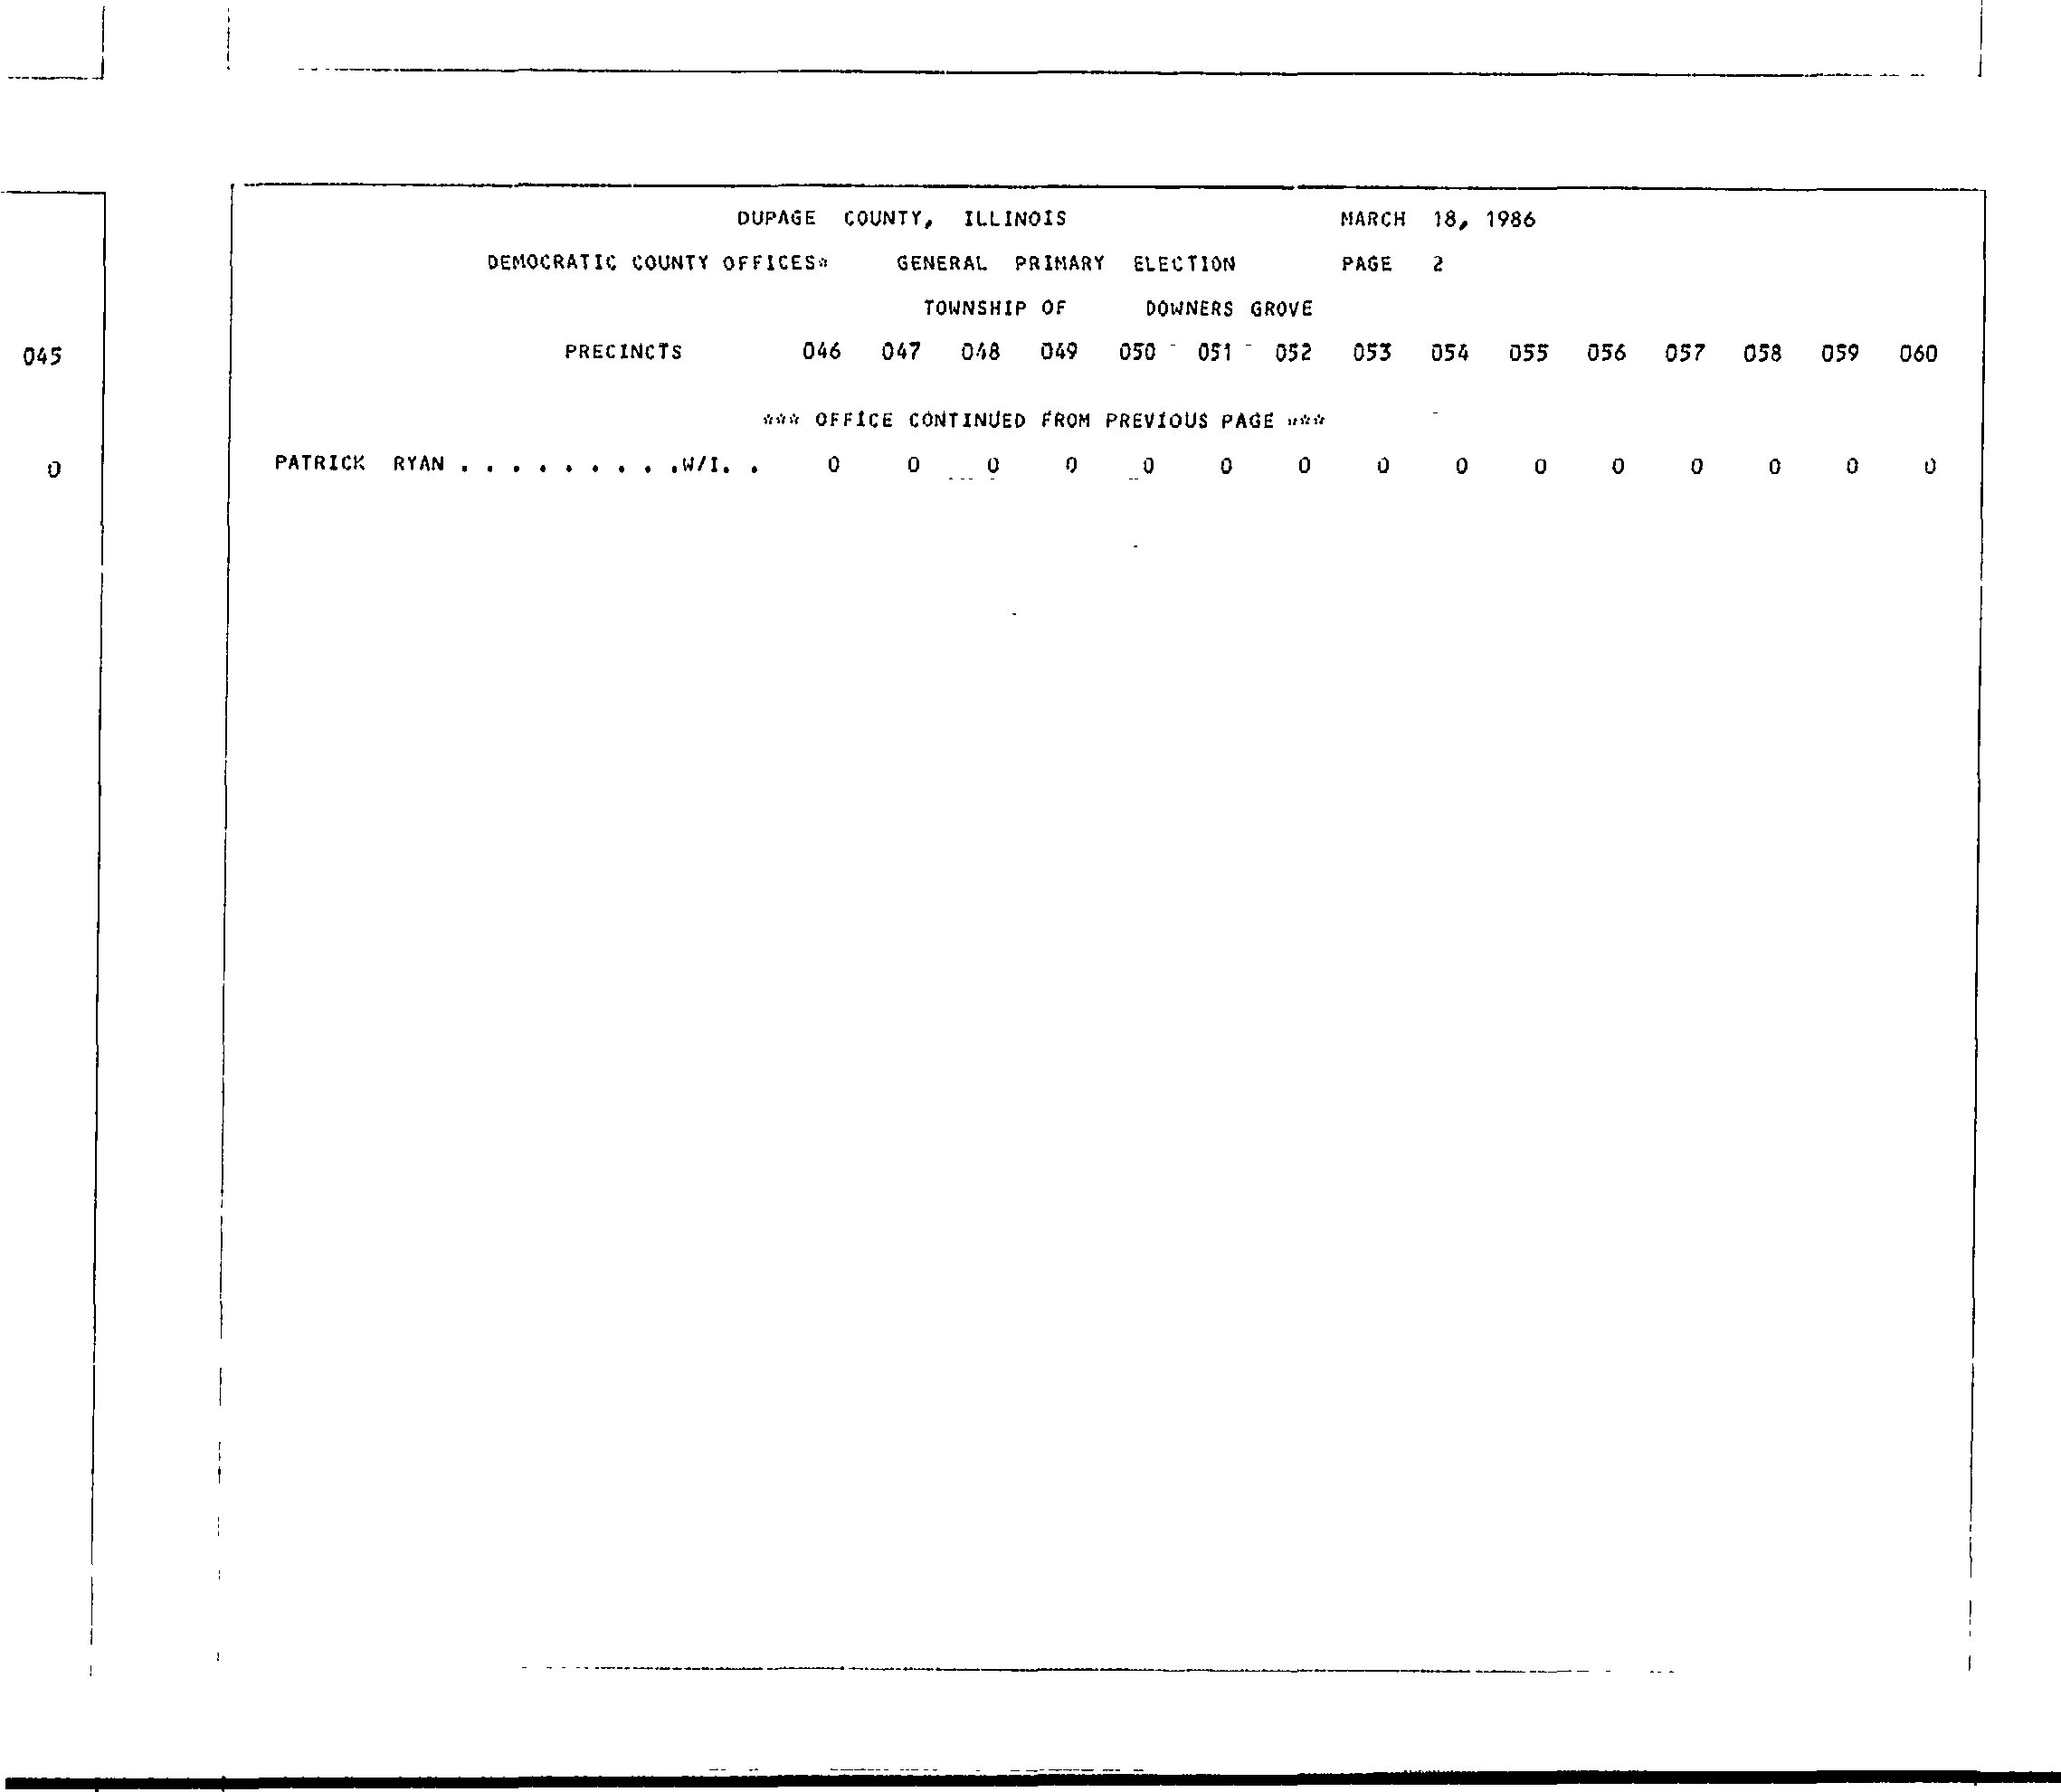 DUPAGE COUNTY, ILLINOIS MARCH 18, 1986
DEMOCRATIC COUNTY OFFICES* GENERAL PRIMARY ELECTION PAGE 2
TOWNSHIP OF DOWNERS GROVE
045
PRECINCTS 046 047 048 049 050 051 052 053 054 055 056 057 058 059 060
*** OFFICE CONTINUED FROM PREVIOUS PAGE ***
0
PATRICK RYAN . . . . . . . . . .W/I. . 0 0 0 0 0 0 0 0 0 0 0 0 0 0 0